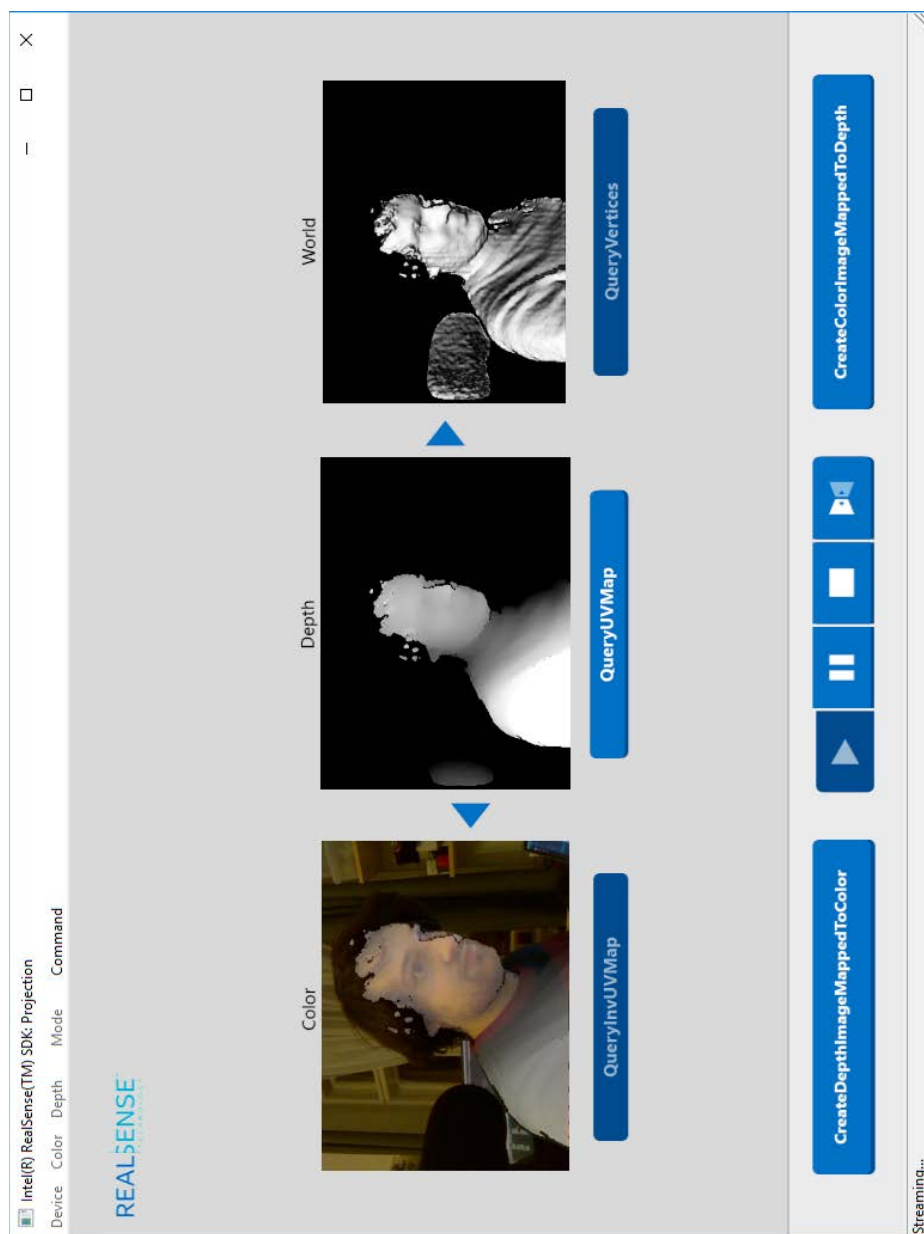 Intel(R) RealSense(TM) SDK: Projection
Device Color Depth Mode Command
REALSENSE
TECHNOLOGY
Color
Depth
World
QueryInvUVMap
QueryUVMap
QueryVertices
CreateDepthImageMappedToColor
CreateColorImageMappedToDepth
Streaming...